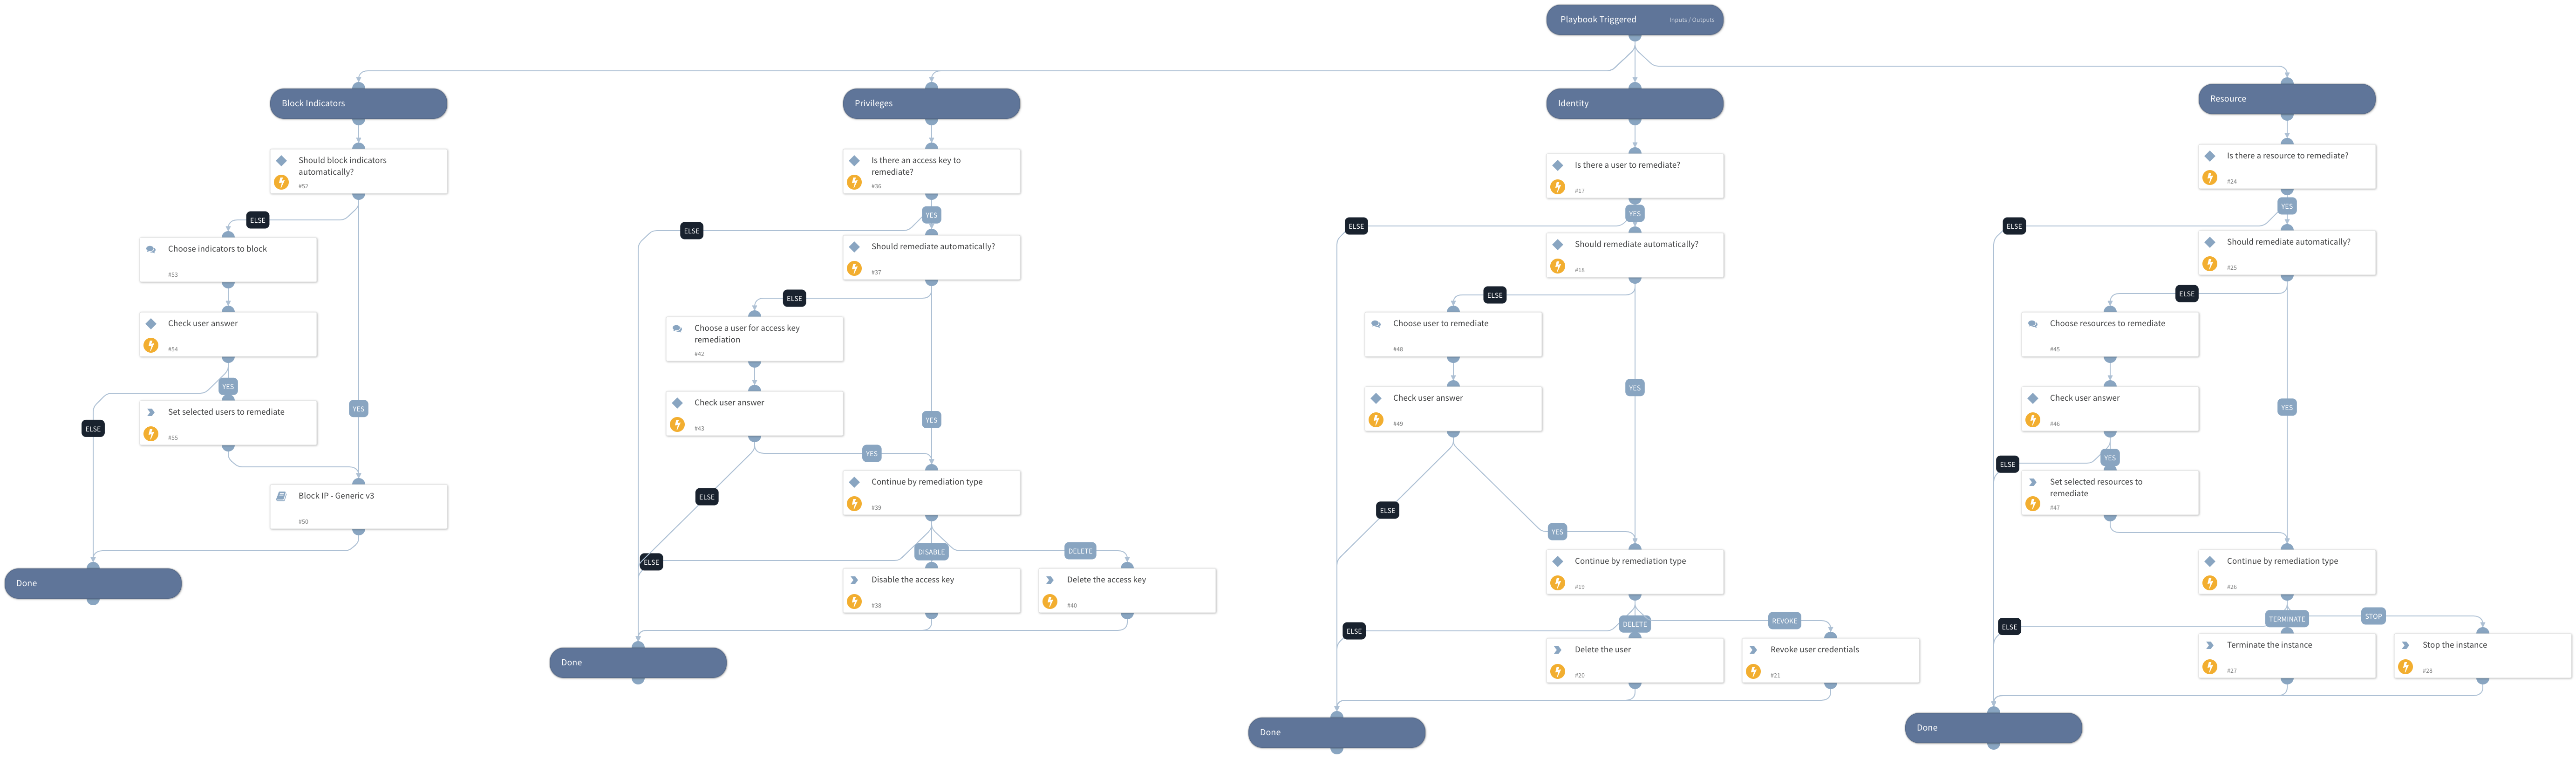 Playbook Triggered
Inputs / Outputs
Block Indicators
Should block indicators
automatically?
#52
ELSE
Choose indicators to block
#53
Check user answer
#54
YES
ELSE
Set selected users to remediate
#55
YES
Block IP - Generic v3
#50
Done
Privileges
Is there an access key to
remediate?
#36
YES
ELSE
Should remediate automatically?
#37
ELSE
Choose a user for access key
remediation
#42
Check user answer
#43
YES
YES
ELSE
Continue by remediation type
#39
ELSE
DISABLE
DELETE
Disable the access key
#38
Delete the access key
#40
Done
Identity
Is there a user to remediate?
#17
YES
ELSE
Should remediate automatically?
#18
ELSE
Choose user to remediate
#48
YES
Check user answer
#49
ELSE
YES
Continue by remediation type
#19
ELSE
DELETE
REVOKE
Delete the user
#20
Revoke user credentials
#21
Done
Resource
Is there a resource to remediate?
#24
YES
ELSE
Should remediate automatically?
#25
ELSE
Choose resources to remediate
#45
Check user answer
#46
YES
YES
ELSE
Set selected resources to
remediate
#47
Continue by remediation type
#26
ELSE
TERMINATE
STOP
Terminate the instance
#27
Stop the instance
#28
Done